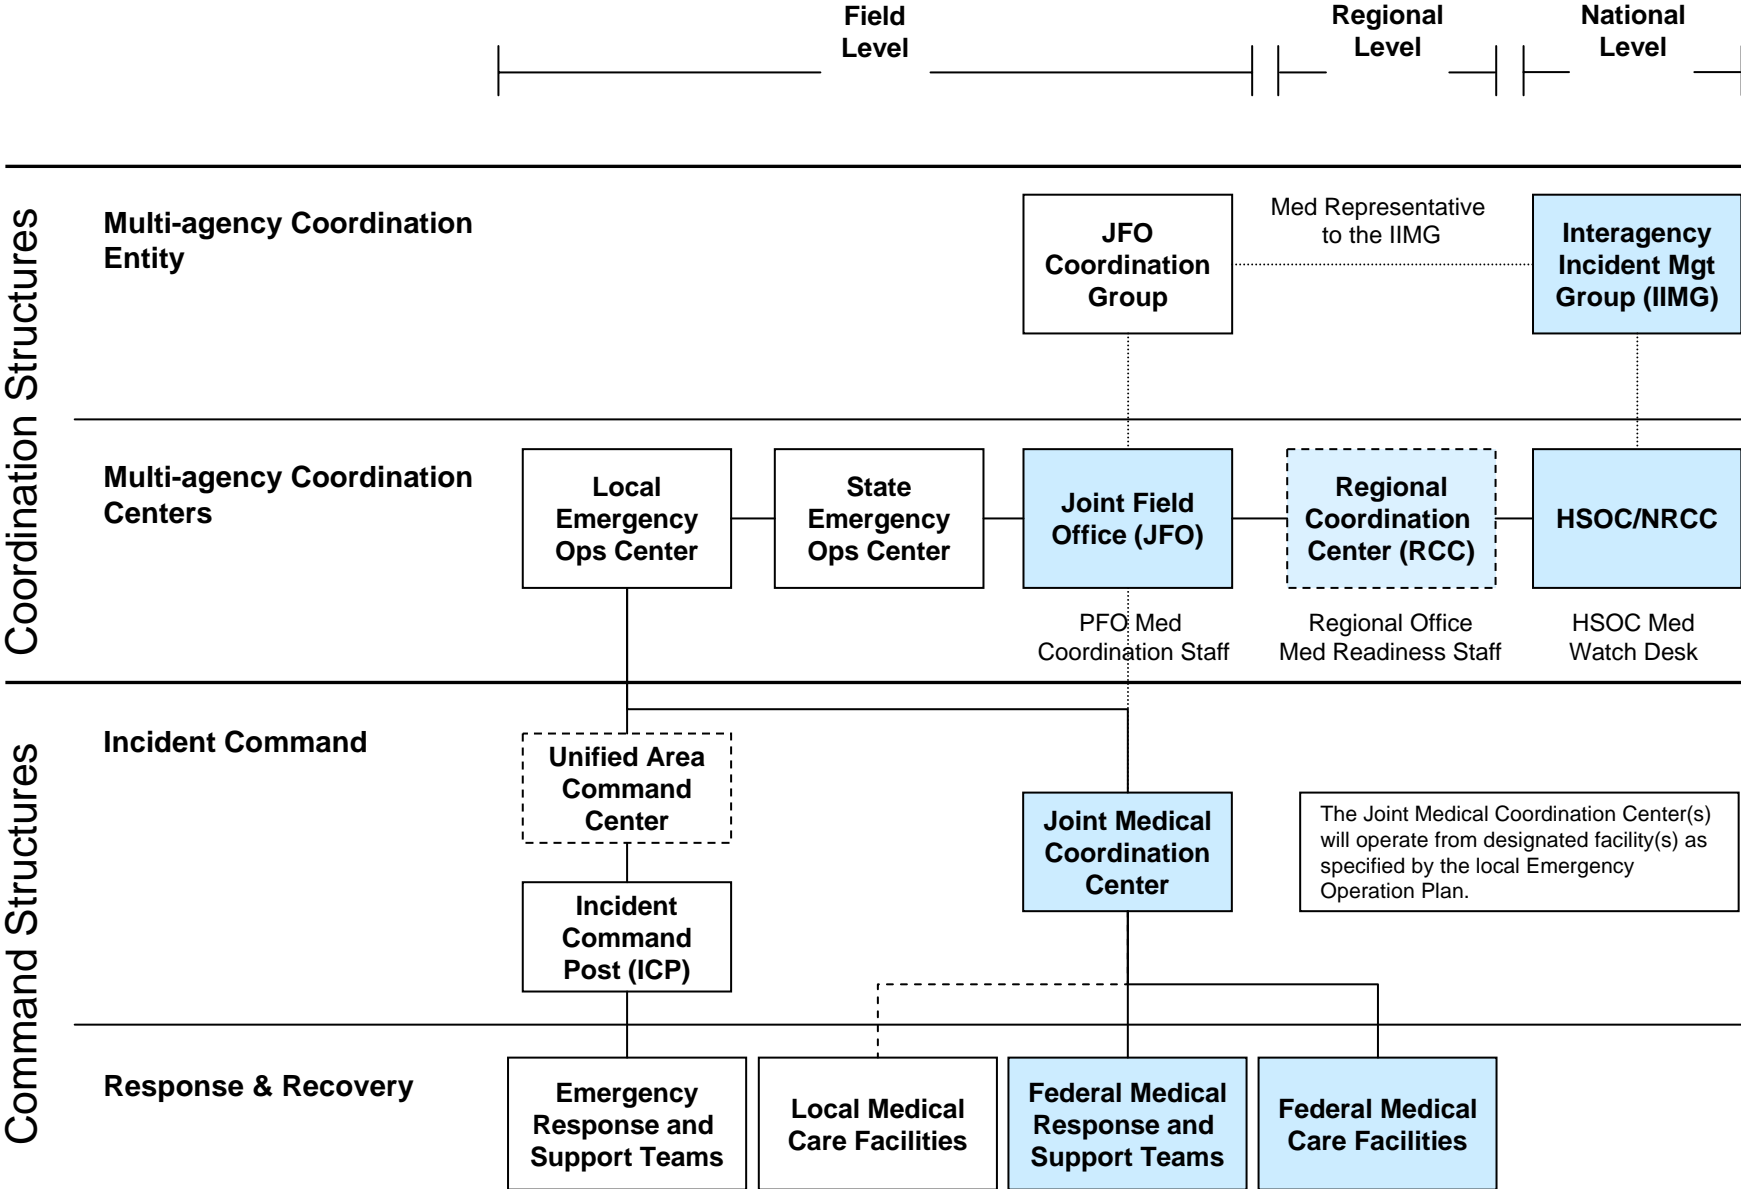 Field
Level
Regional
Level
National
Level
Coordination Structures
Multi-agency Coordination
Entity
JFO
Coordination
Group
Med Representative
to the IIMG
Interagency
Incident Mgt
Group (IIMG)
Multi-agency Coordination
Centers
Local
Emergency
Ops Center
State
Emergency
Ops Center
Joint Field
Office (JFO)
Regional
Coordination
Center (RCC)
HSOC/NRCC
PFO Med
Coordination Staff
Regional Office
Med Readiness Staff
HSOC Med
Watch Desk
Command Structures
Incident Command
Unified Area
Command
Center
Joint Medical
Coordination
Center
The Joint Medical Coordination Center(s)
will operate from designated facility(s) as
specified by the local Emergency
Operation Plan.
Incident
Command
Post (ICP)
Response & Recovery
Emergency
Response and
Support Teams
Local Medical
Care Facilities
Federal Medical
Response and
Support Teams
Federal Medical
Care Facilities